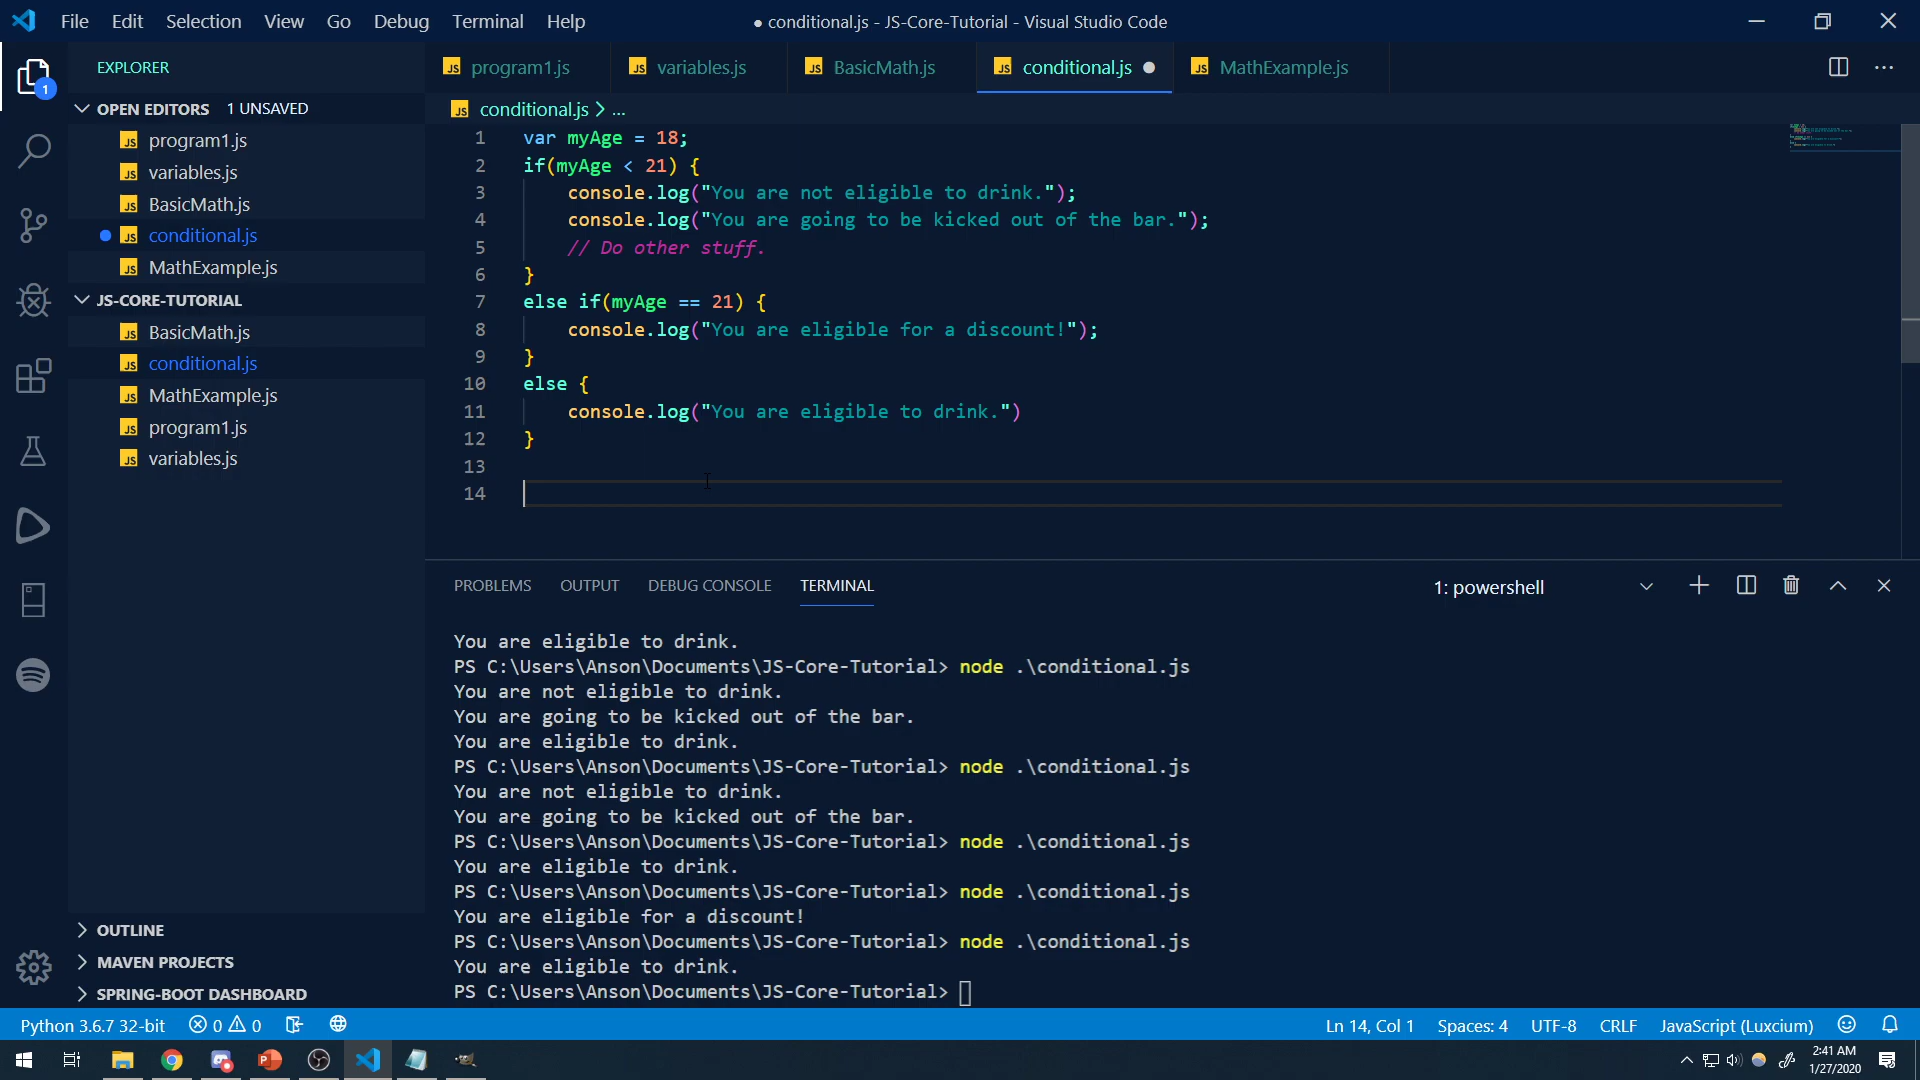 File Edit Selection View Go Debug Terminal Help
● conditional.js - JS-Core-Tutorial - Visual Studio Code
EXPLORER
OPEN EDITORS 1 UNSAVED
JS program1.js
JS variables.js
JS BasicMath.js
JS conditional.js
JS MathExample.js
JS-CORE-TUTORIAL
JS BasicMath.js
JS conditional.js
JS MathExample.js
JS program1.js
JS variables.js
OUTLINE
MAVEN PROJECTS
SPRING-BOOT DASHBOARD
1
JS program1.js JS variables.js JS BasicMath.js JS conditional.js ● JS MathExample.js
JS conditional.js > ...
1 var myAge = 18;
2 if(myAge < 21) {
3 console.log("You are not eligible to drink.");
4 console.log("You are going to be kicked out of the bar.");
5 // Do other stuff.
6 }
7 else if(myAge == 21) {
8 console.log("You are eligible for a discount!");
9 }
10 else {
11 console.log("You are eligible to drink.")
12 }
13
14
PROBLEMS OUTPUT DEBUG CONSOLE TERMINAL 1: powershell
You are eligible to drink.
PS C:\Users\Anson\Documents\JS-Core-Tutorial> node .\conditional.js
You are not eligible to drink.
You are going to be kicked out of the bar.
You are eligible to drink.
PS C:\Users\Anson\Documents\JS-Core-Tutorial> node .\conditional.js
You are not eligible to drink.
You are going to be kicked out of the bar.
PS C:\Users\Anson\Documents\JS-Core-Tutorial> node .\conditional.js
You are eligible to drink.
PS C:\Users\Anson\Documents\JS-Core-Tutorial> node .\conditional.js
You are eligible for a discount!
PS C:\Users\Anson\Documents\JS-Core-Tutorial> node .\conditional.js
You are eligible to drink.
PS C:\Users\Anson\Documents\JS-Core-Tutorial>
Python 3.6.7 32-bit 0 0 Ln 14, Col 1 Spaces: 4 UTF-8 CRLF JavaScript (Luxcium)
2:41 AM
1/27/2020